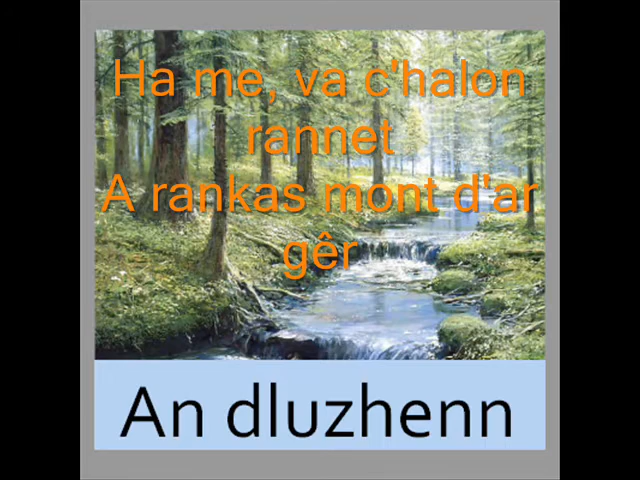 Ha me, va c'halon
rannet
A rankas mont d'ar
gêr
An dluzhenn